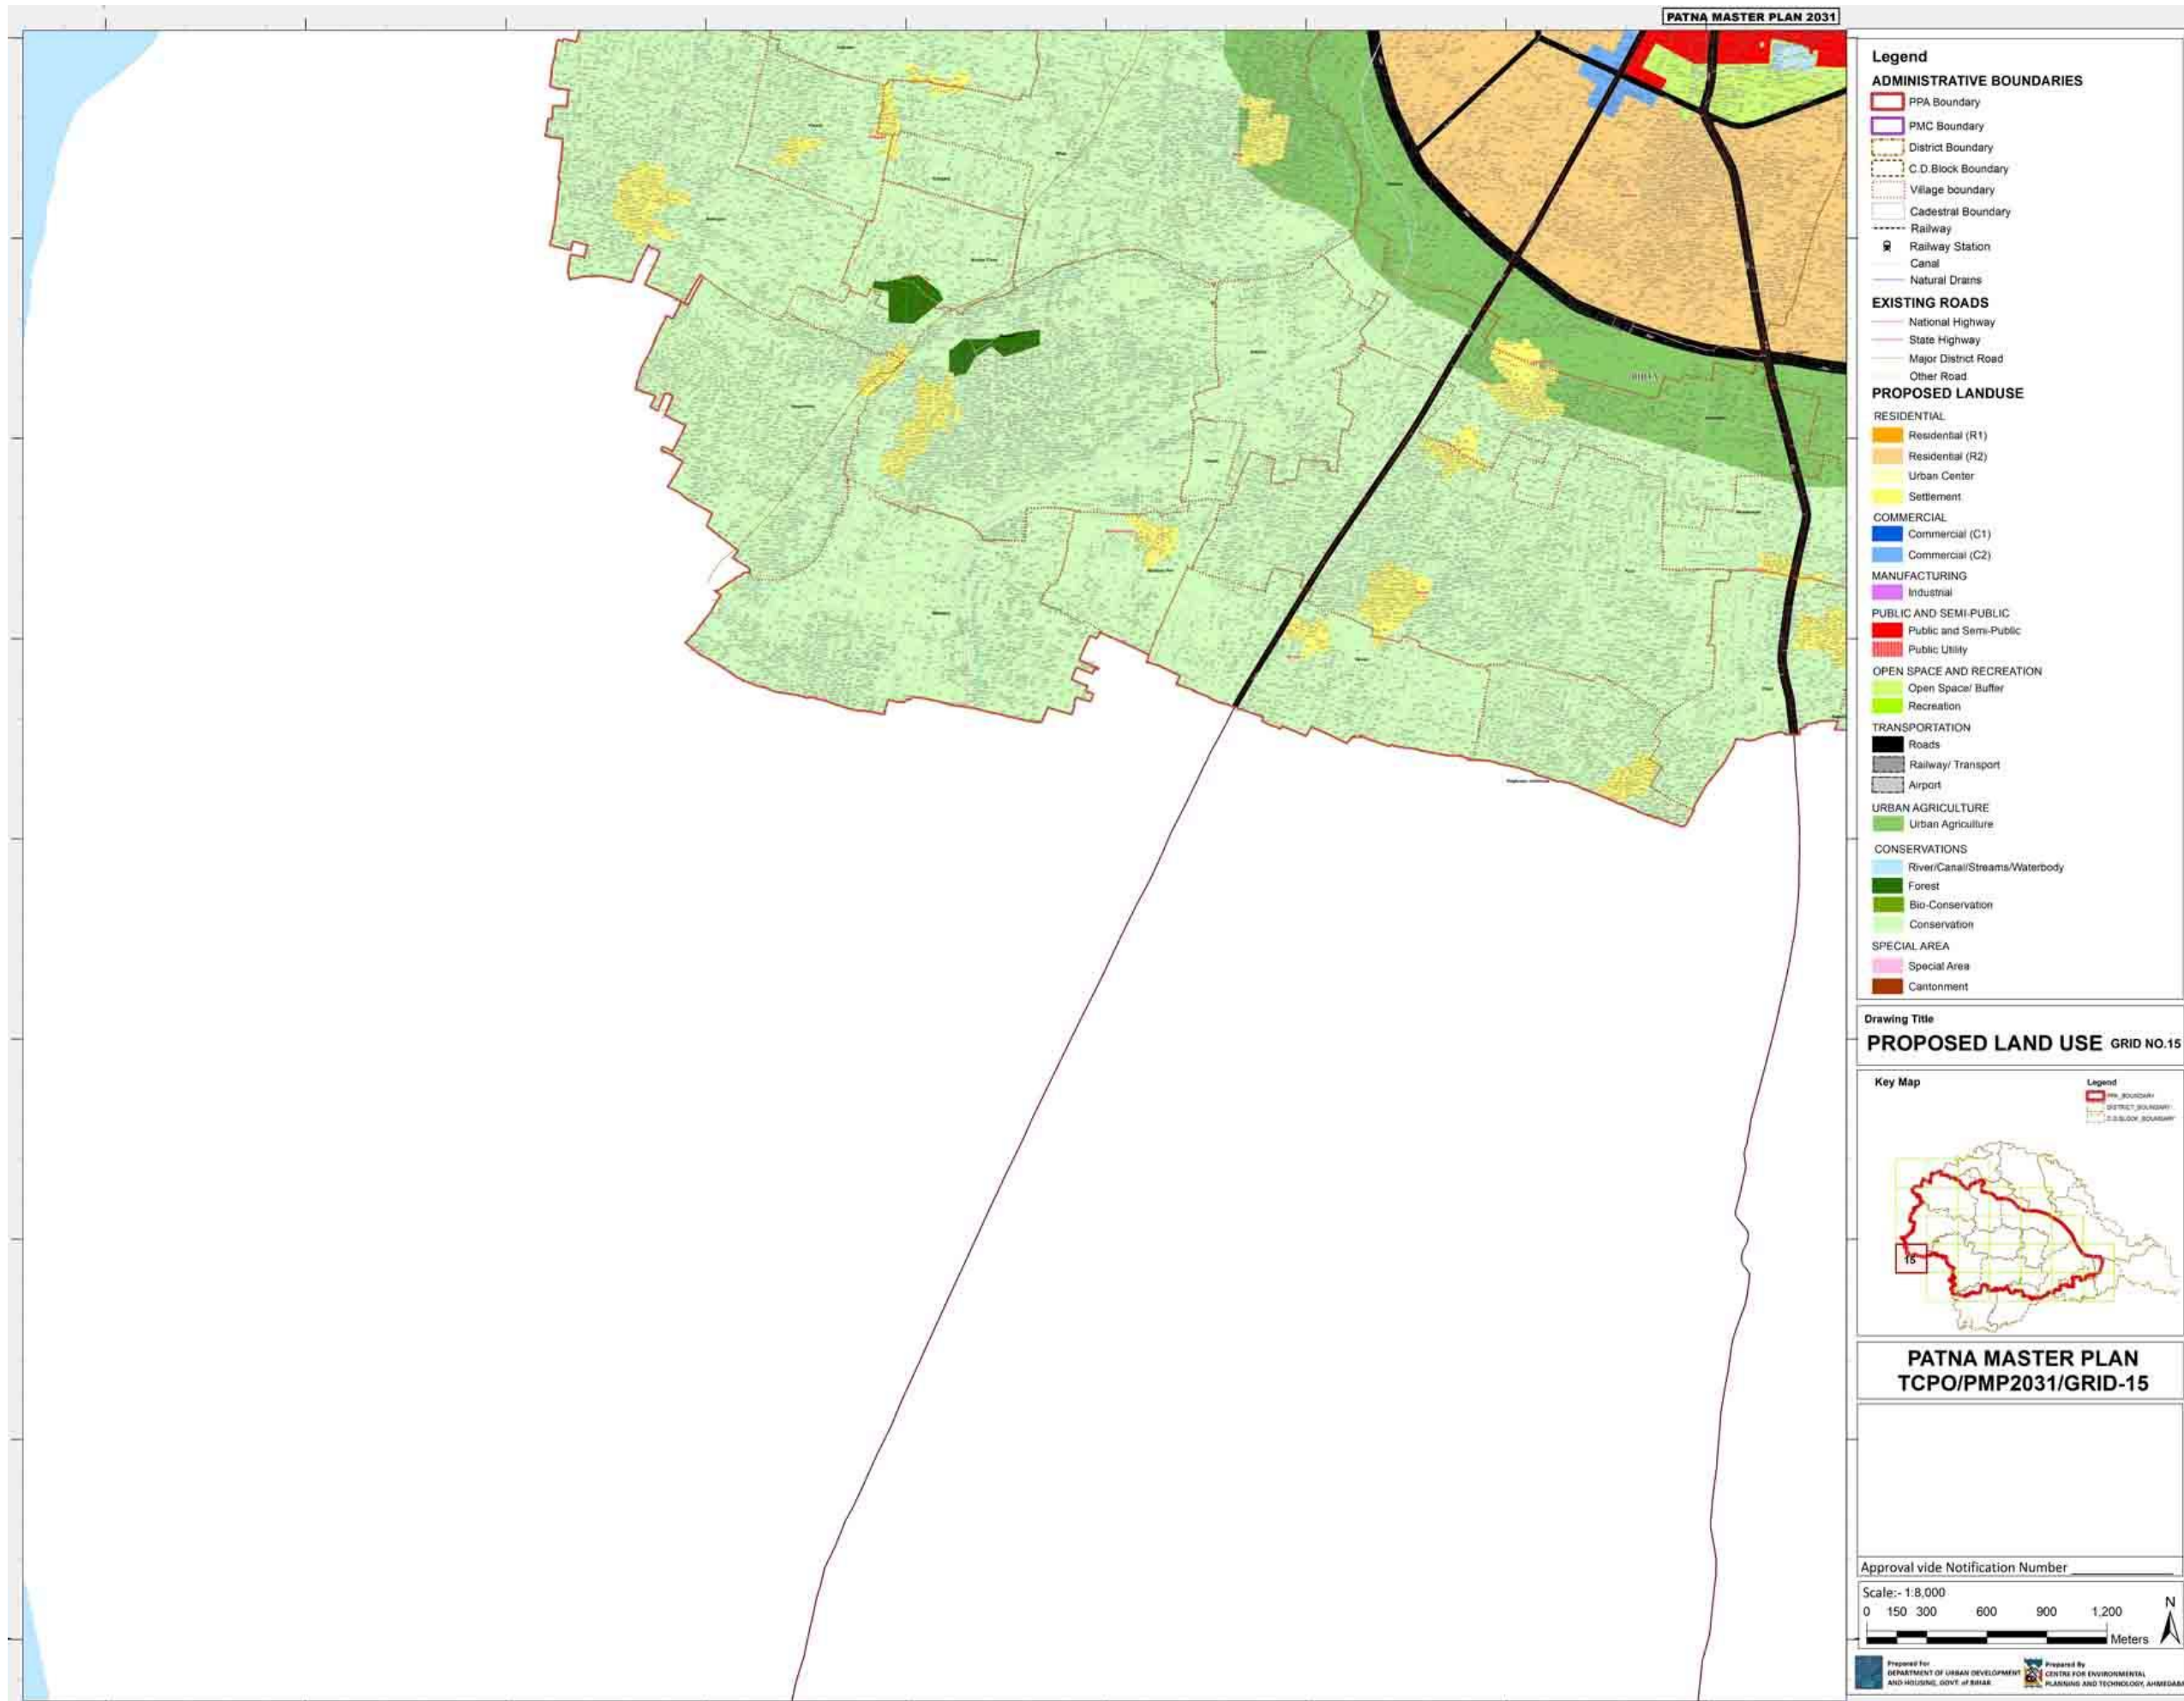 PATNA MASTER PLAN 2031
Legend
ADMINISTRATIVE BOUNDARIES
PPA Boundary
PMC Boundary
District Boundary
C.D.Block Boundary
Village boundary
Cadestral Boundary
Railway
Railway Station
Canal
Natural Drains
EXISTING ROADS
National Highway
State Highway
Major District Road
Other Road
PROPOSED LANDUSE
RESIDENTIAL
Residential (R1)
Residential (R2)
Urban Center
Settlement
COMMERCIAL
Commercial (C1)
Commercial (C2)
MANUFACTURING
Industrial
PUBLIC AND SEMI-PUBLIC
Public and Semi-Public
Public Utility
OPEN SPACE AND RECREATION
Open Space/ Buffer
Recreation
TRANSPORTATION
Roads
Railway/ Transport
Airport
URBAN AGRICULTURE
Urban Agriculture
CONSERVATIONS
River/Canal/Streams/Waterbody
Forest
Bio-Conservation
Conservation
SPECIAL AREA
Special Area
Cantonment
Drawing Title
PROPOSED LAND USE GRID NO.15
Key Map
Legend
PPA_BOUNDARY
DISTRICT_BOUNDARY
C.D.BLOCK_BOUNDARY
15
PATNA MASTER PLAN
TCPO/PMP2031/GRID-15
Approval vide Notification Number
Scale:- 1:8,000
0 150 300 600 900 1,200
Meters
N
Prepared For
DEPARTMENT OF URBAN DEVELOPMENT
AND HOUSING, GOVT. of BIHAR
Prepared By
CENTRE FOR ENVIRONMENTAL
PLANNING AND TECHNOLOGY, AHMEDABAD